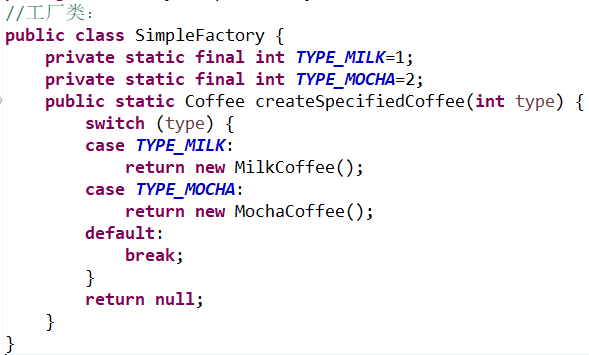 //工厂类：
public class SimpleFactory {
    private static final int TYPE_MILK=1;
    private static final int TYPE_MOCHA=2;
    public static Coffee createSpecifiedCoffee(int type) {
        switch (type) {
        case TYPE_MILK:
            return new MilkCoffee();
        case TYPE_MOCHA:
            return new MochaCoffee();
        default:
            break;
        }
        return null;
    }
}